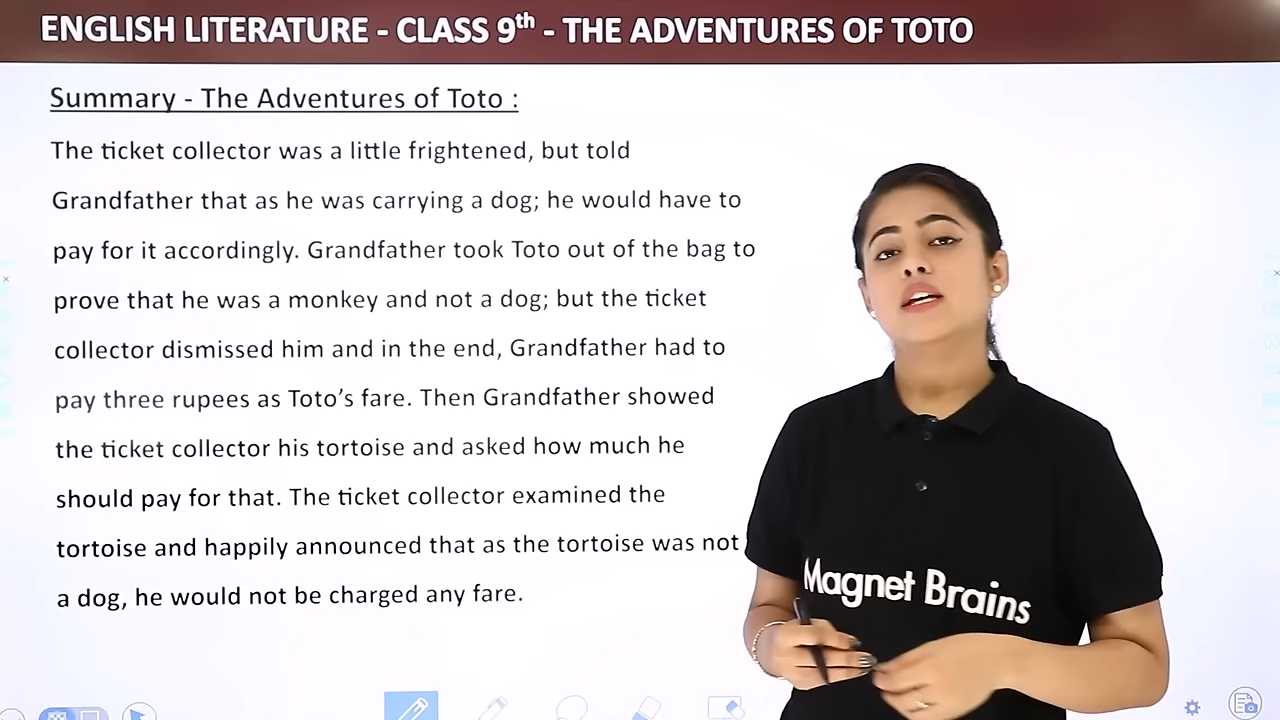 ENGLISH LITERATURE - CLASS 9th - THE ADVENTURES OF TOTO
Summary - The Adventures of Toto :
The ticket collector was a little frightened, but told
Grandfather that as he was carrying a dog; he would have to
pay for it accordingly. Grandfather took Toto out of the bag to
prove that he was a monkey and not a dog; but the ticket
collector dismissed him and in the end, Grandfather had to
pay three rupees as Toto’s fare. Then Grandfather showed
the ticket collector his tortoise and asked how much he
should pay for that. The ticket collector examined the
tortoise and happily announced that as the tortoise was not
a dog, he would not be charged any fare.
Magnet Brains